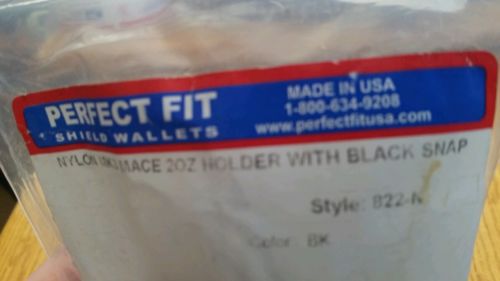 PERFECT FIT
SHIELD WALLETS
MADE IN USA
1-800-634-9208
www.perfectfitusa.com
NYLON MK3 MACE 2OZ HOLDER WITH BLACK SNAP
Style: 822-N
Color: BK